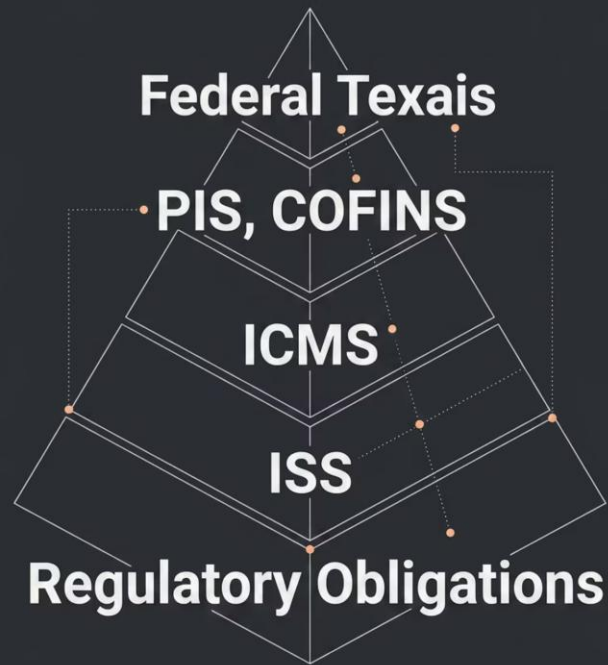 Federal Texais
PIS, COFINS
ICMS
ISS
Regulatory Obligations